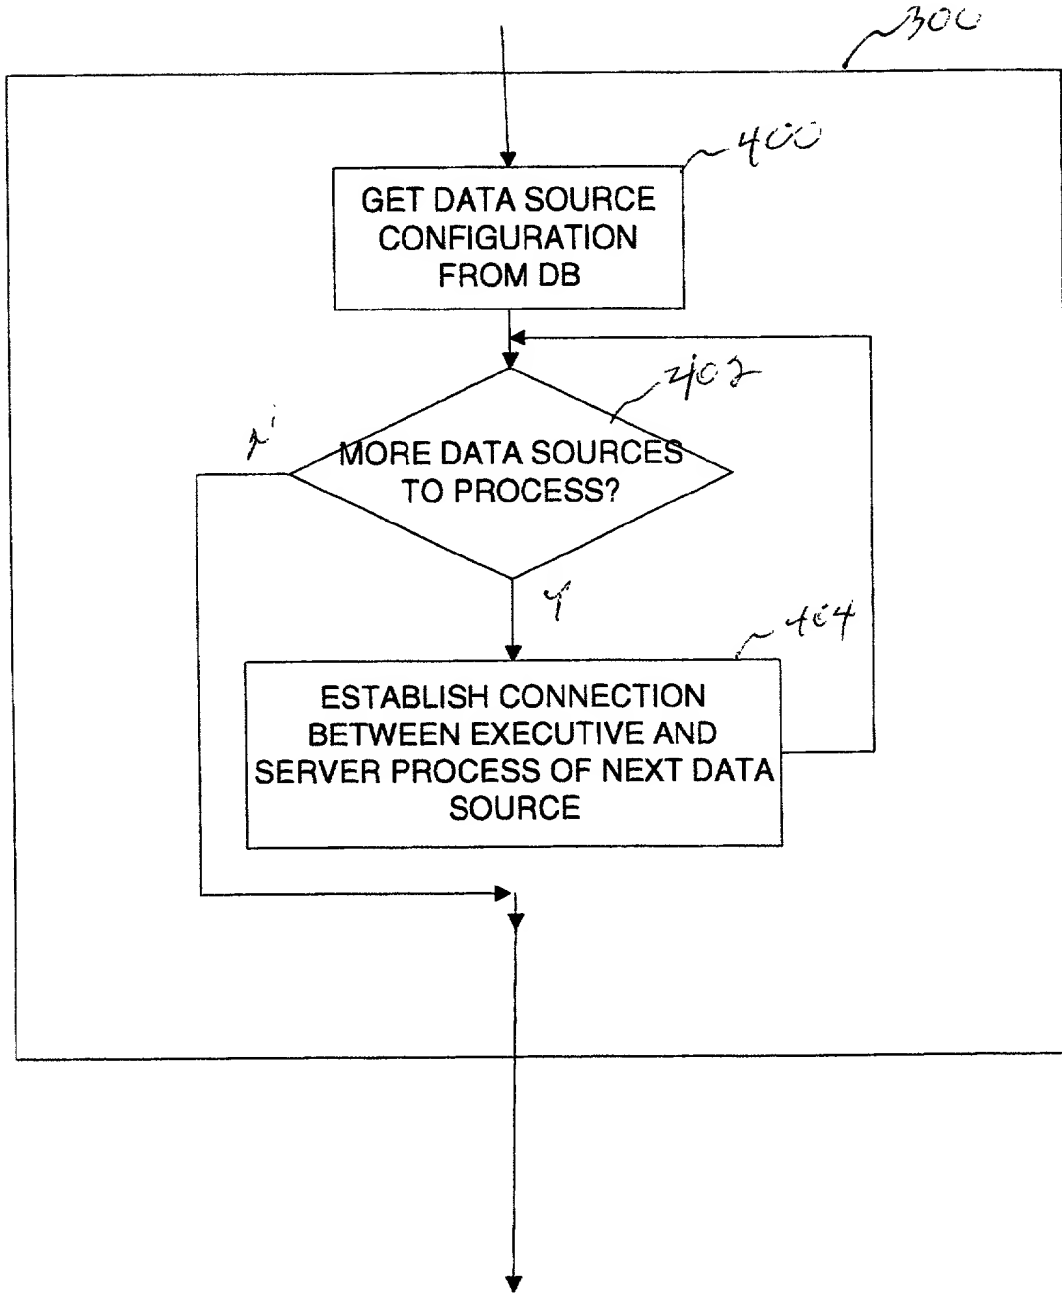 300
400
GET DATA SOURCE
CONFIGURATION
FROM DB
402
MORE DATA SOURCES
TO PROCESS?
Y
404
ESTABLISH CONNECTION
BETWEEN EXECUTIVE AND
SERVER PROCESS OF NEXT DATA
SOURCE